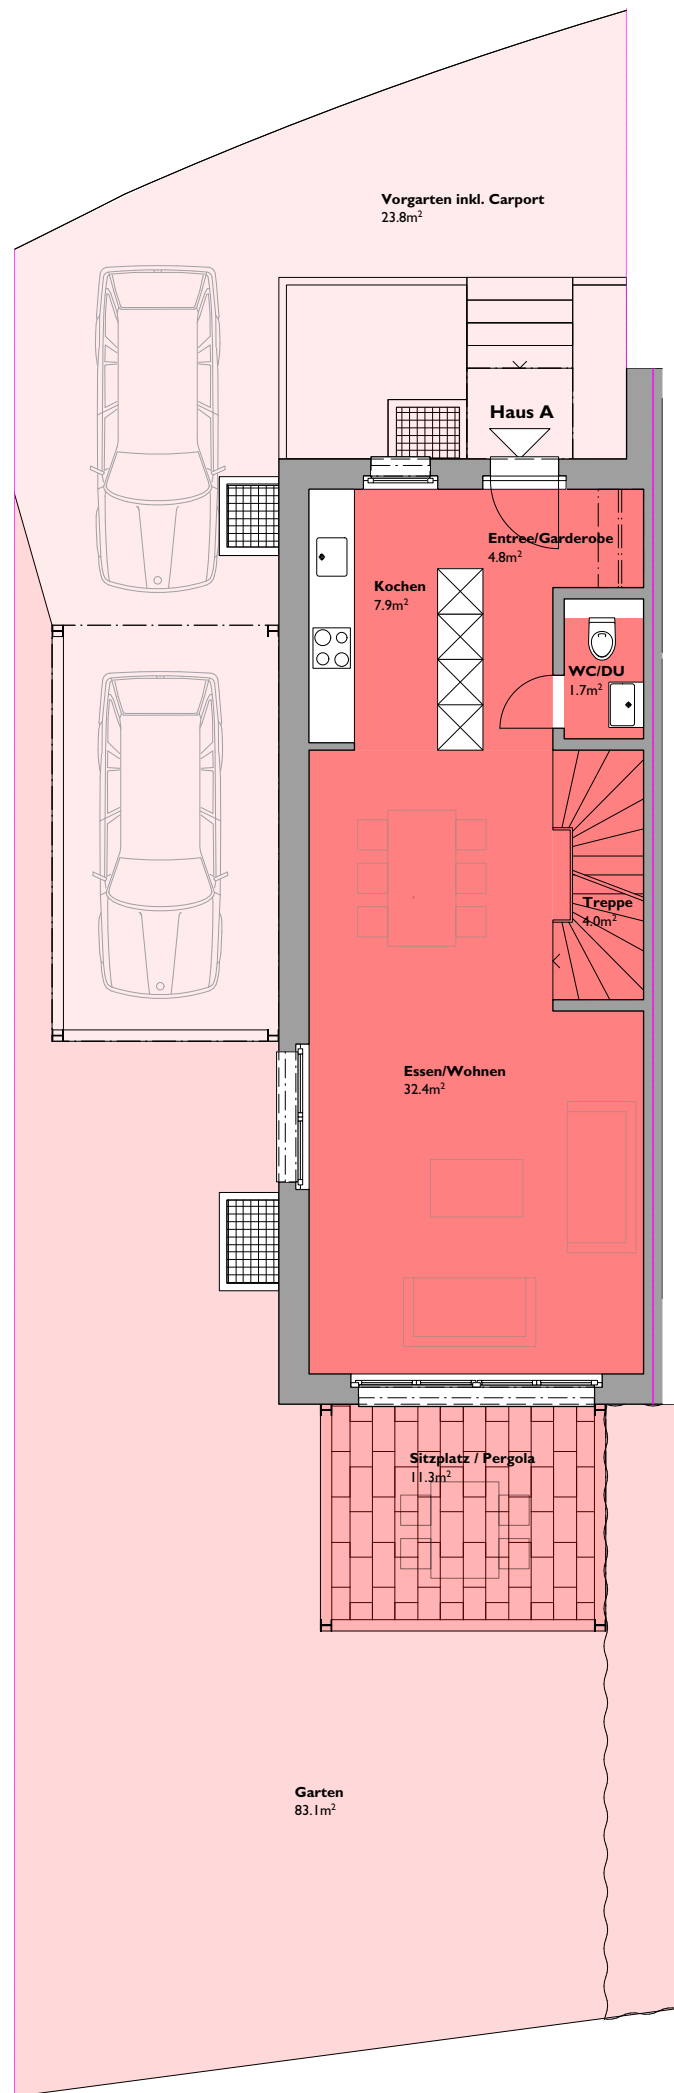 Vorgarten inkl. Carport
23.8m²
Haus A
Entree/Garderobe
4.8m²
Kochen
7.9m²
WC/DU
1.7m²
Treppe
4.0m²
Essen/Wohnen
32.4m²
Sitzplatz / Pergola
11.3m²
Garten
83.1m²